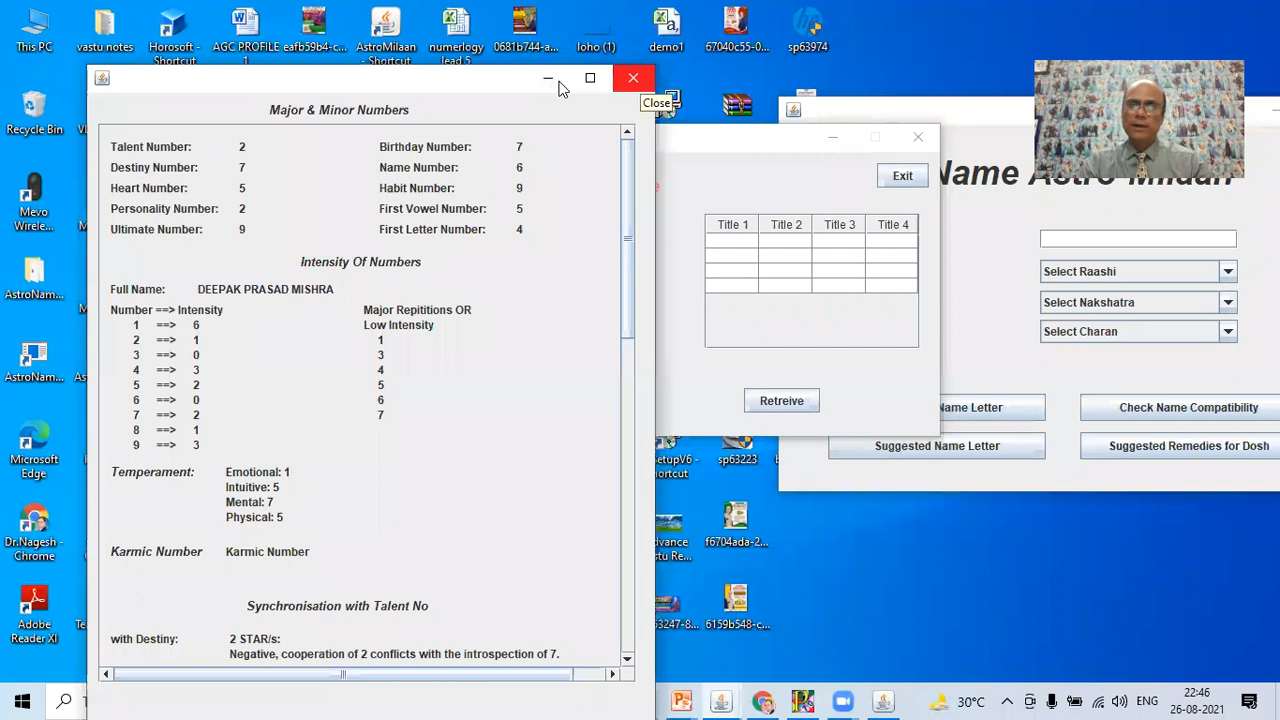 This PC
vastu notes
Horosoft -
Shortcut
AGC PROFILE
1
eafb59b4-c...
AstroMilaan
- Shortcut
numerlogy
lead 5
0681b744-a...
loho (1)
demo1
67040c55-0...
sp63974
Close
Recycle Bin
Major & Minor Numbers
Talent Number: 2 Birthday Number: 7
Destiny Number: 7 Name Number: 6
Heart Number: 5 Habit Number: 9
Personality Number: 2 First Vowel Number: 5
Ultimate Number: 9 First Letter Number: 4
Intensity Of Numbers
Full Name: DEEPAK PRASAD MISHRA
Number ==> Intensity Major Repititions OR
Low Intensity
1 ==> 6
2 ==> 1 1
3 ==> 0 3
4 ==> 3 4
5 ==> 2 5
6 ==> 0 6
7 ==> 2 7
8 ==> 1
9 ==> 3
Temperament: Emotional: 1
Intuitive: 5
Mental: 7
Physical: 5
Karmic Number Karmic Number
Synchronisation with Talent No
with Destiny: 2 STAR/s:
Negative, cooperation of 2 conflicts with the introspection of 7.
Exit
Title 1 Title 2 Title 3 Title 4
Retreive
Name Astro
Select Raashi
Select Nakshatra
Select Charan
Name Letter
Check Name Compatibility
Suggested Name Letter
Suggested Remedies for Dosh
Mevo
Wirele...
AstroNam...
AstroNam...
Microsoft
Edge
Dr.Nagesh -
Chrome
Adobe
Reader XI
Shortcut
sp63223
f6704ada-2...
6159b548-c...
30°C
ENG
22:46
26-08-2021